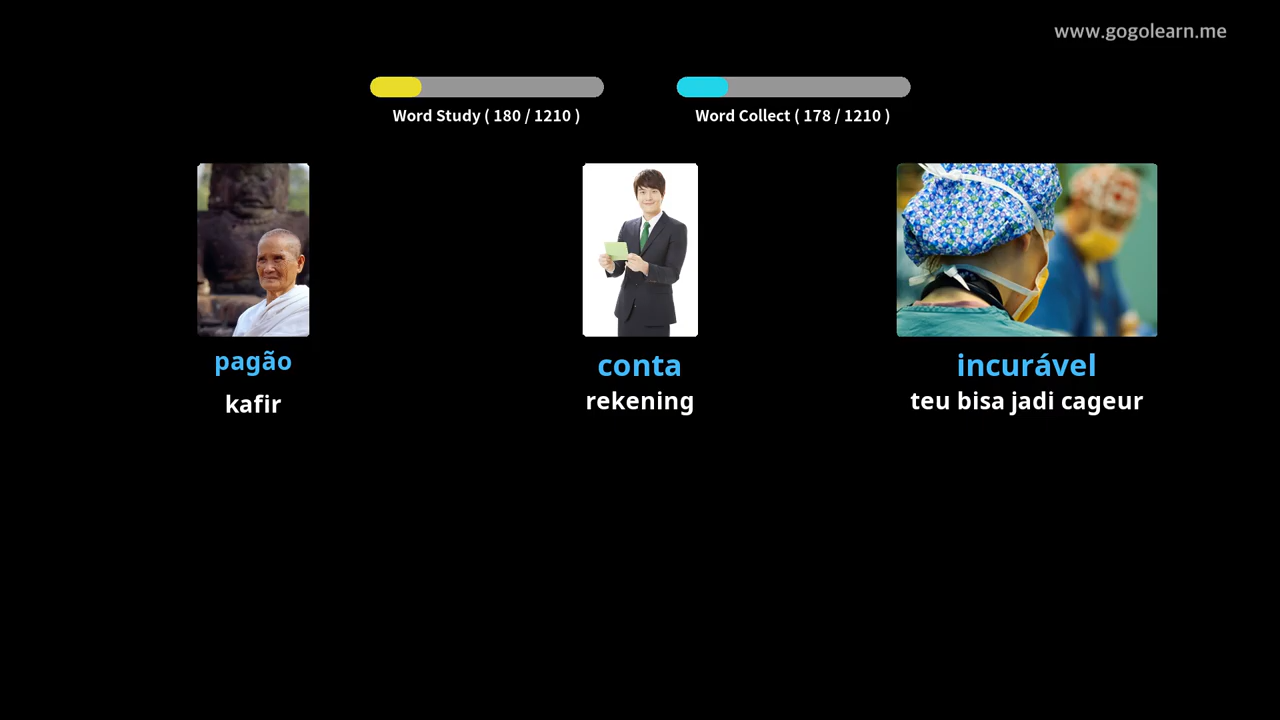 www.gogolearn.me
Word Study ( 180 / 1210 )
Word Collect ( 178 / 1210 )
pagão
kafir
conta
rekening
incurável
teu bisa jadi cageur